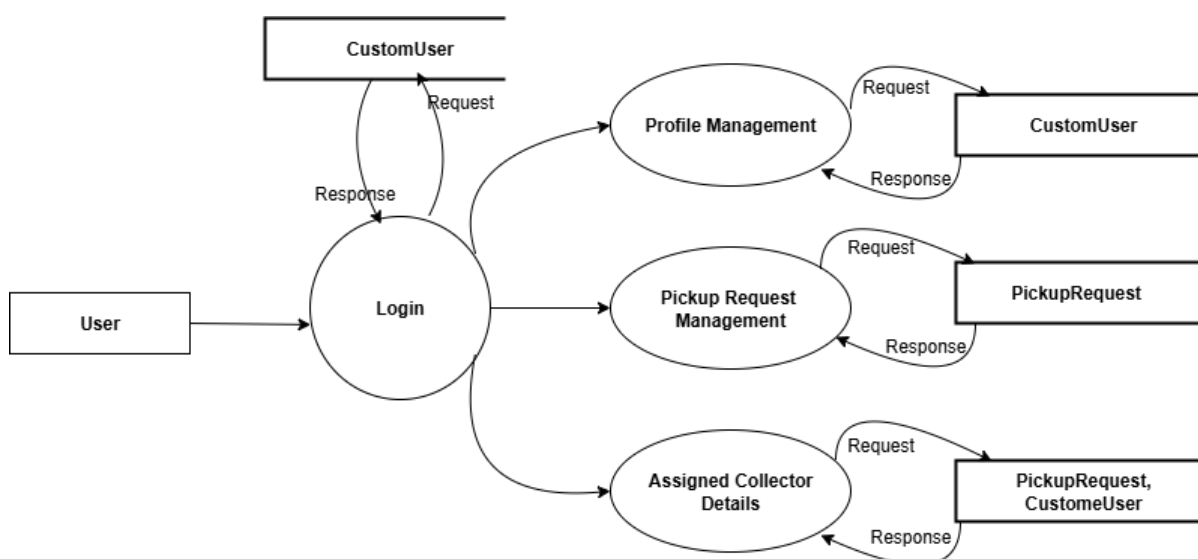 CustomUser
Request
Response
User
Login
Profile Management
Request
Response
CustomUser
Pickup Request
Management
Request
Response
PickupRequest
Assigned Collector
Details
Request
Response
PickupRequest,
CustomeUser